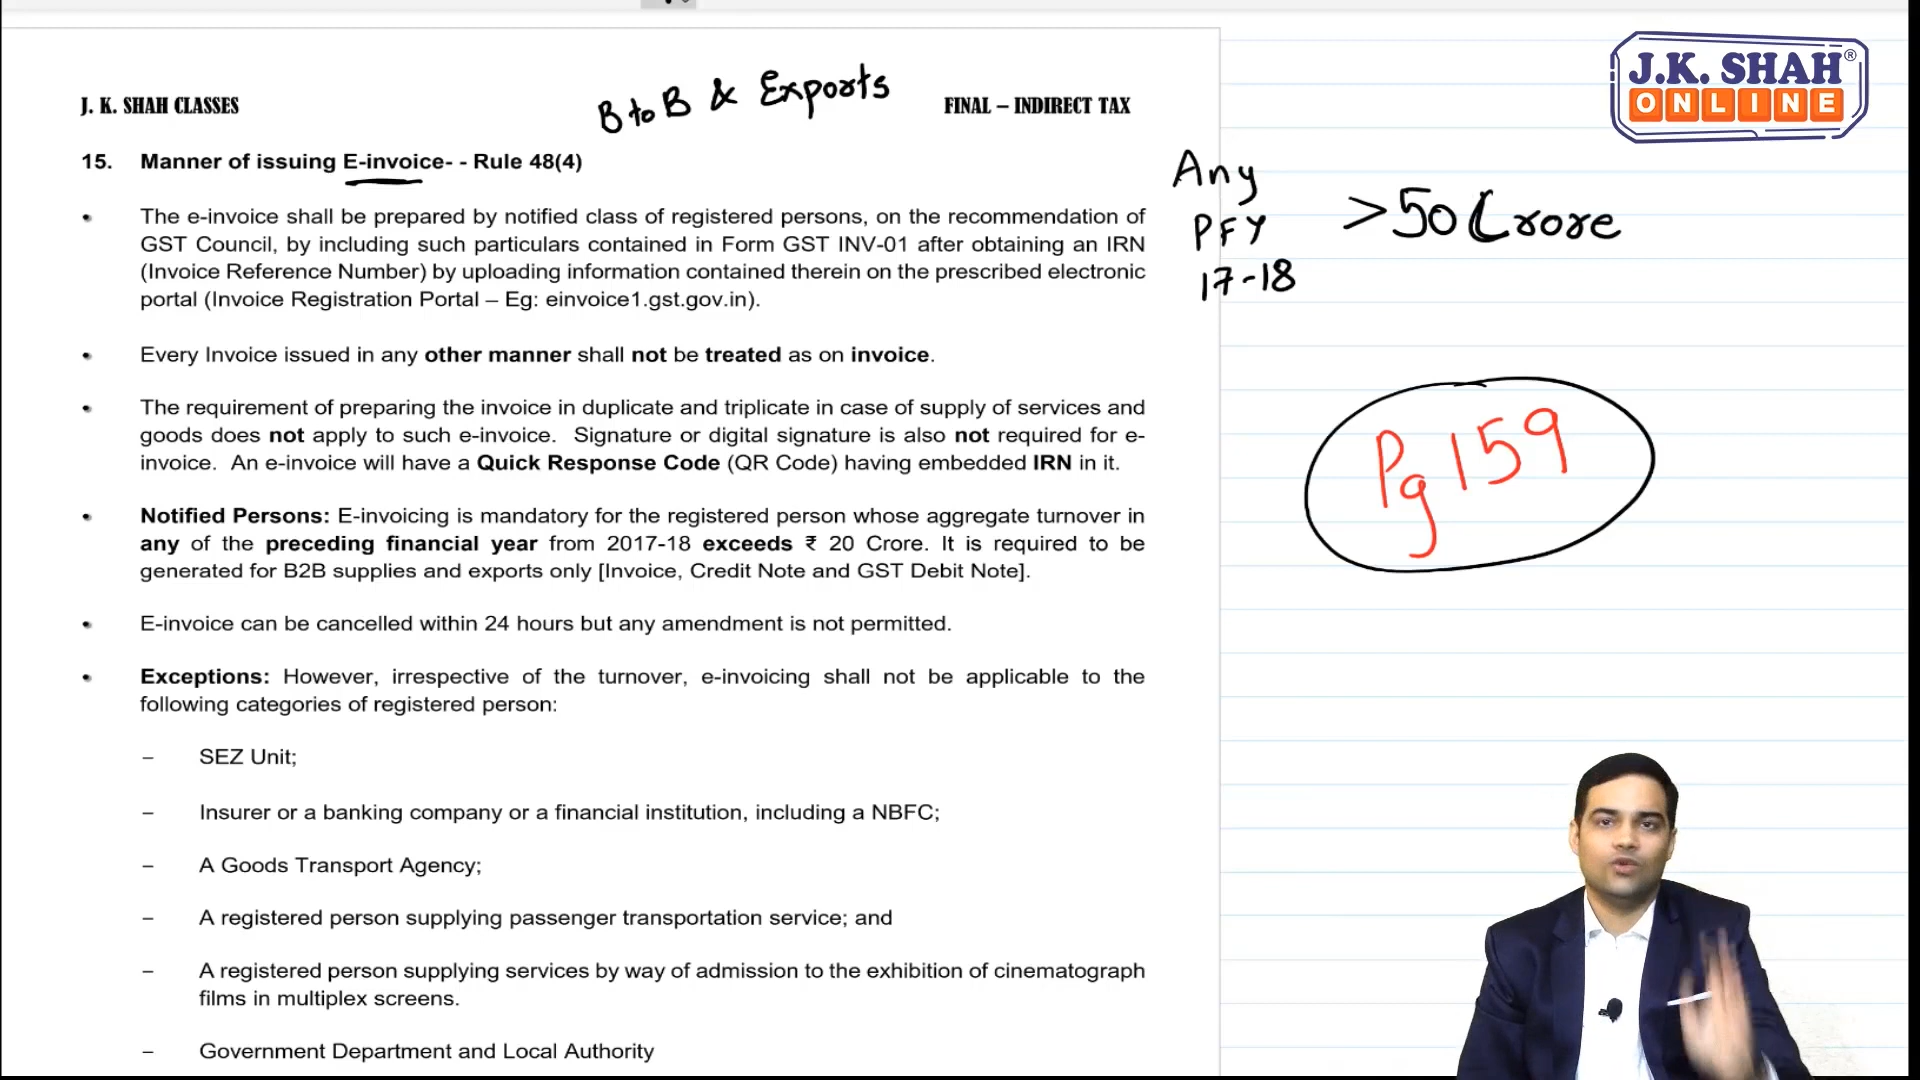 J. K. SHAH CLASSES
B to B & Exports
FINAL – INDIRECT TAX
J.K. SHAH®
ONLINE
15. Manner of issuing E-invoice- - Rule 48(4)
Any
PFY
17-18
>50 Crore
• The e-invoice shall be prepared by notified class of registered persons, on the recommendation of
GST Council, by including such particulars contained in Form GST INV-01 after obtaining an IRN
(Invoice Reference Number) by uploading information contained therein on the prescribed electronic
portal (Invoice Registration Portal – Eg: einvoice1.gst.gov.in).
• Every Invoice issued in any other manner shall not be treated as on invoice.
• The requirement of preparing the invoice in duplicate and triplicate in case of supply of services and
goods does not apply to such e-invoice. Signature or digital signature is also not required for e-
invoice. An e-invoice will have a Quick Response Code (QR Code) having embedded IRN in it.
Pg 159
• Notified Persons: E-invoicing is mandatory for the registered person whose aggregate turnover in
any of the preceding financial year from 2017-18 exceeds ₹ 20 Crore. It is required to be
generated for B2B supplies and exports only [Invoice, Credit Note and GST Debit Note].
• E-invoice can be cancelled within 24 hours but any amendment is not permitted.
• Exceptions: However, irrespective of the turnover, e-invoicing shall not be applicable to the
following categories of registered person:
– SEZ Unit;
– Insurer or a banking company or a financial institution, including a NBFC;
– A Goods Transport Agency;
– A registered person supplying passenger transportation service; and
– A registered person supplying services by way of admission to the exhibition of cinematograph
films in multiplex screens.
– Government Department and Local Authority